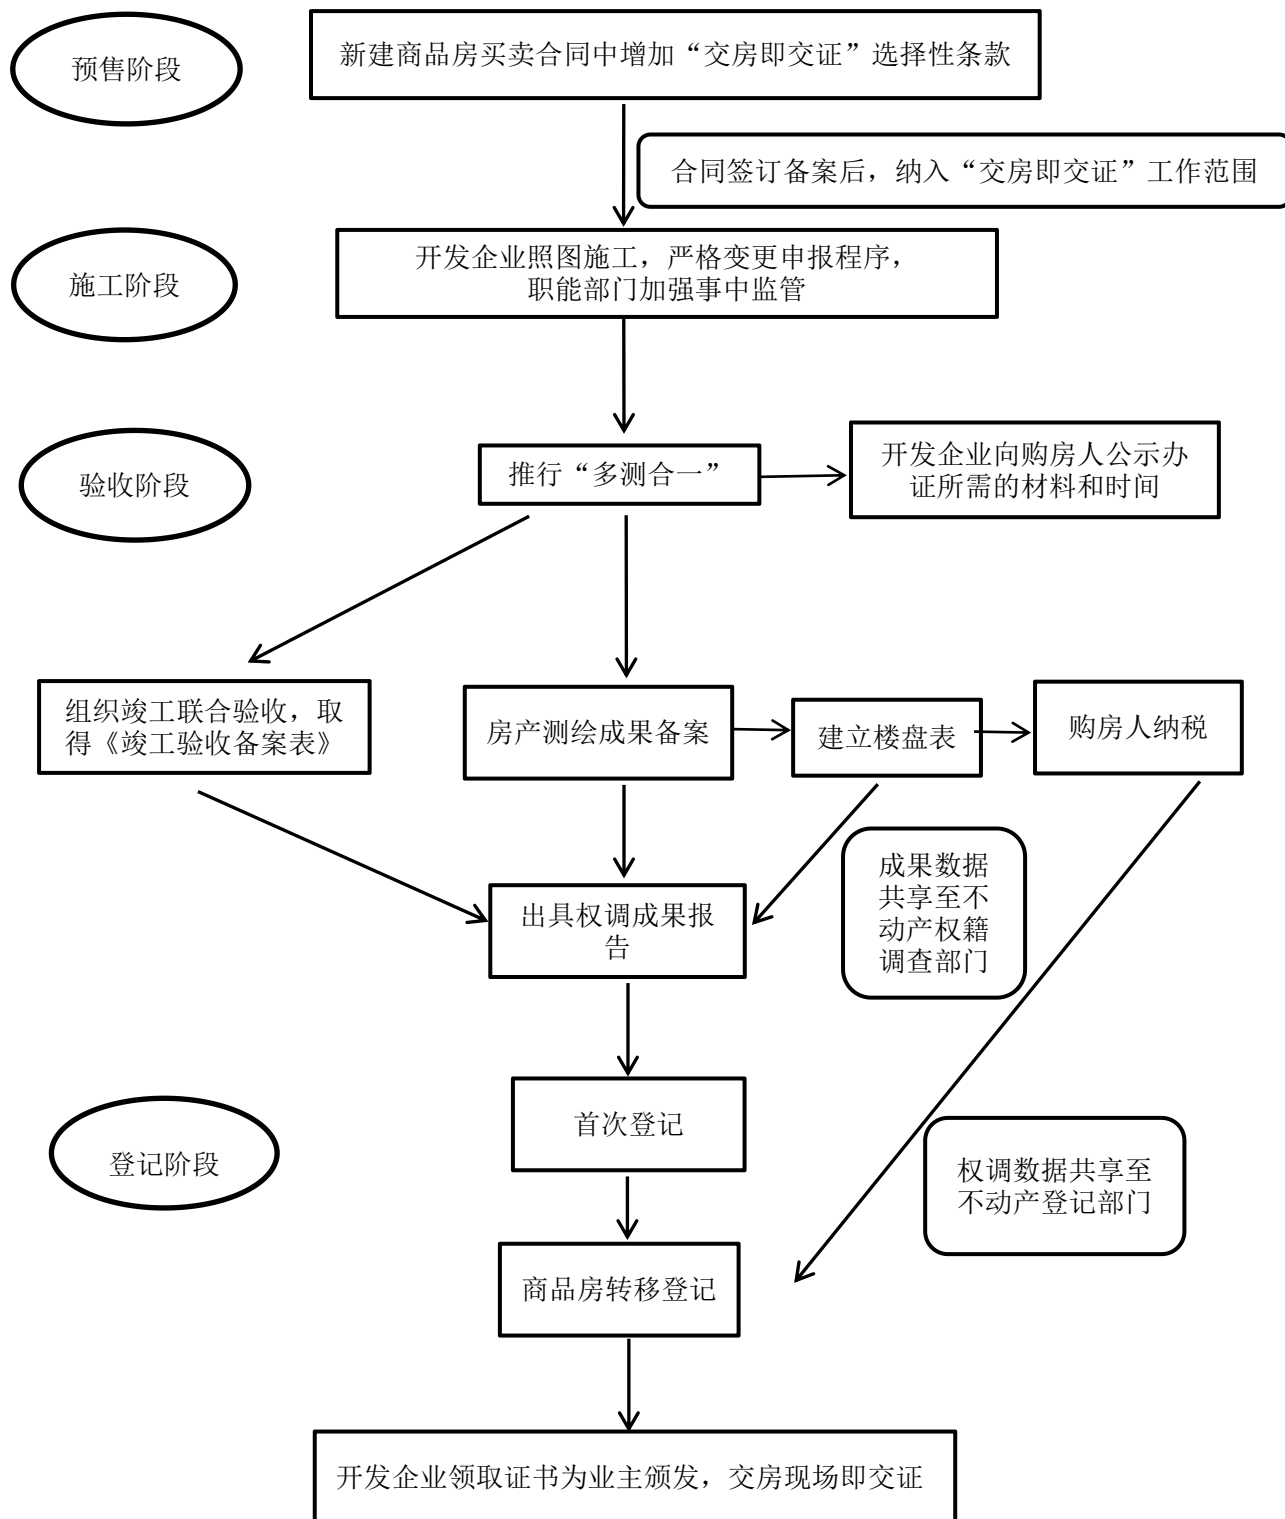 预售阶段
新建商品房买卖合同中增加“交房即交证”选择性条款
合同签订备案后，纳入“交房即交证”工作范围
施工阶段
开发企业照图施工，严格变更申报程序，
职能部门加强事中监管
验收阶段
推行“多测合一”
开发企业向购房人公示办
证所需的材料和时间
组织竣工联合验收，取
得《竣工验收备案表》
房产测绘成果备案
建立楼盘表
购房人纳税
成果数据
共享至不
动产权籍
调查部门
出具权调成果报
告
首次登记
登记阶段
权调数据共享至
不动产登记部门
商品房转移登记
开发企业领取证书为业主颁发，交房现场即交证